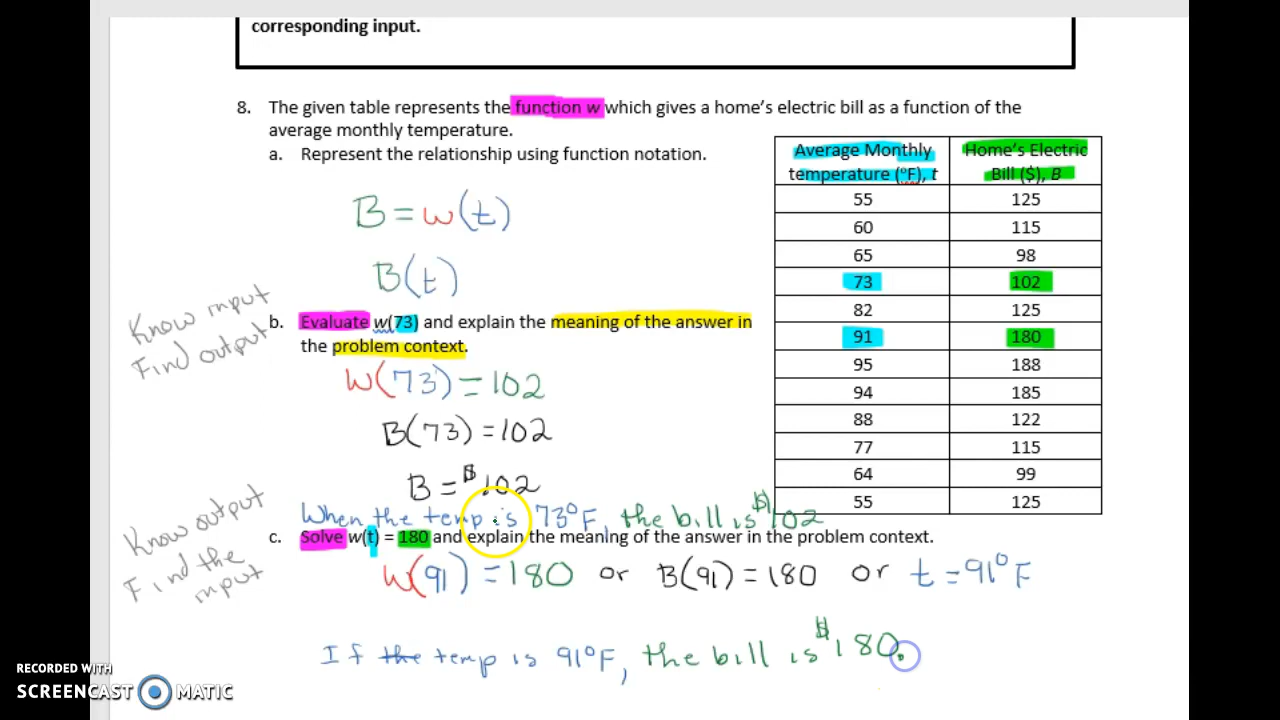 corresponding input.
8. The given table represents the function w which gives a home's electric bill as a function of the
average monthly temperature.
a. Represent the relationship using function notation.
B = w(t)
B(t)
Average Monthly temperature (°F), t | Home's Electric Bill ($), B
55 125
60 115
65 98
73 102
82 125
91 180
95 188
94 185
88 122
77 115
64 99
55 125
Know input
Find output
b. Evaluate w(73) and explain the meaning of the answer in
the problem context.
W(73) = 102
B(73) = 102
B = $102
When the temp is 73°F, the bill is $102
Know output
Find the
input
c. Solve w(t) = 180 and explain the meaning of the answer in the problem context.
W(91) = 180 or B(91) = 180 or t = 91°F
If the temp is 91°F, the bill is $180.
RECORDED WITH
SCREENCAST MATIC